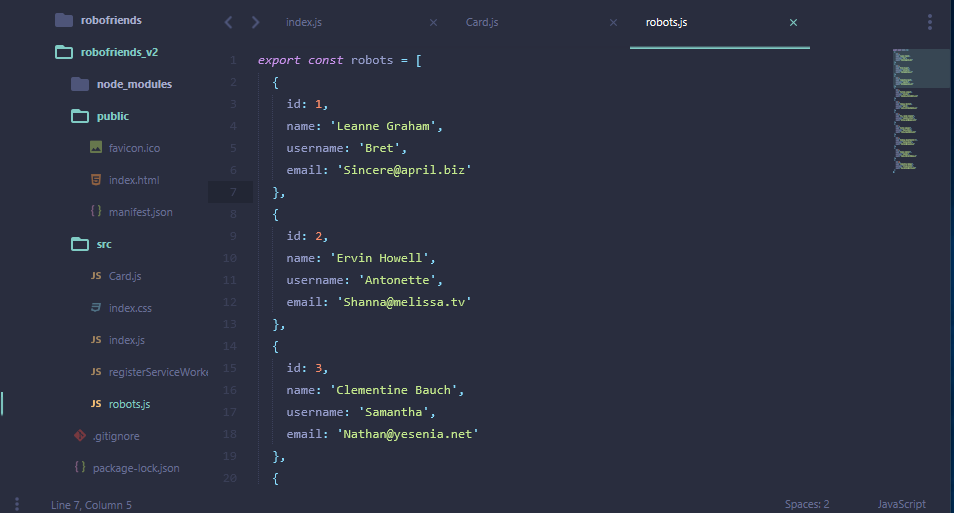 robofriends
robofriends_v2
node_modules
public
favicon.ico
index.html
manifest.json
src
JS Card.js
index.css
JS index.js
JS registerServiceWorke
JS robots.js
.gitignore
package-lock.json
index.js × Card.js × robots.js ×
1 export const robots = [
2 {
3 id: 1,
4 name: 'Leanne Graham',
5 username: 'Bret',
6 email: 'Sincere@april.biz'
7 },
8 {
9 id: 2,
10 name: 'Ervin Howell',
11 username: 'Antonette',
12 email: 'Shanna@melissa.tv'
13 },
14 {
15 id: 3,
16 name: 'Clementine Bauch',
17 username: 'Samantha',
18 email: 'Nathan@yesenia.net'
19 },
20 {
Line 7, Column 5
Spaces: 2
JavaScript